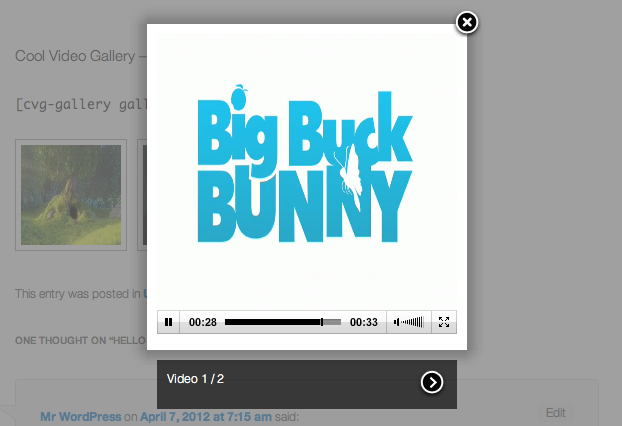 Cool Video Gallery –
[cvg-gallery gall
Big Buck
BUNNY
00:28
00:33
Video 1 / 2
This entry was posted in
ONE THOUGHT ON “HELLO
Mr WordPress on April 7, 2012 at 7:15 am said:
Edit